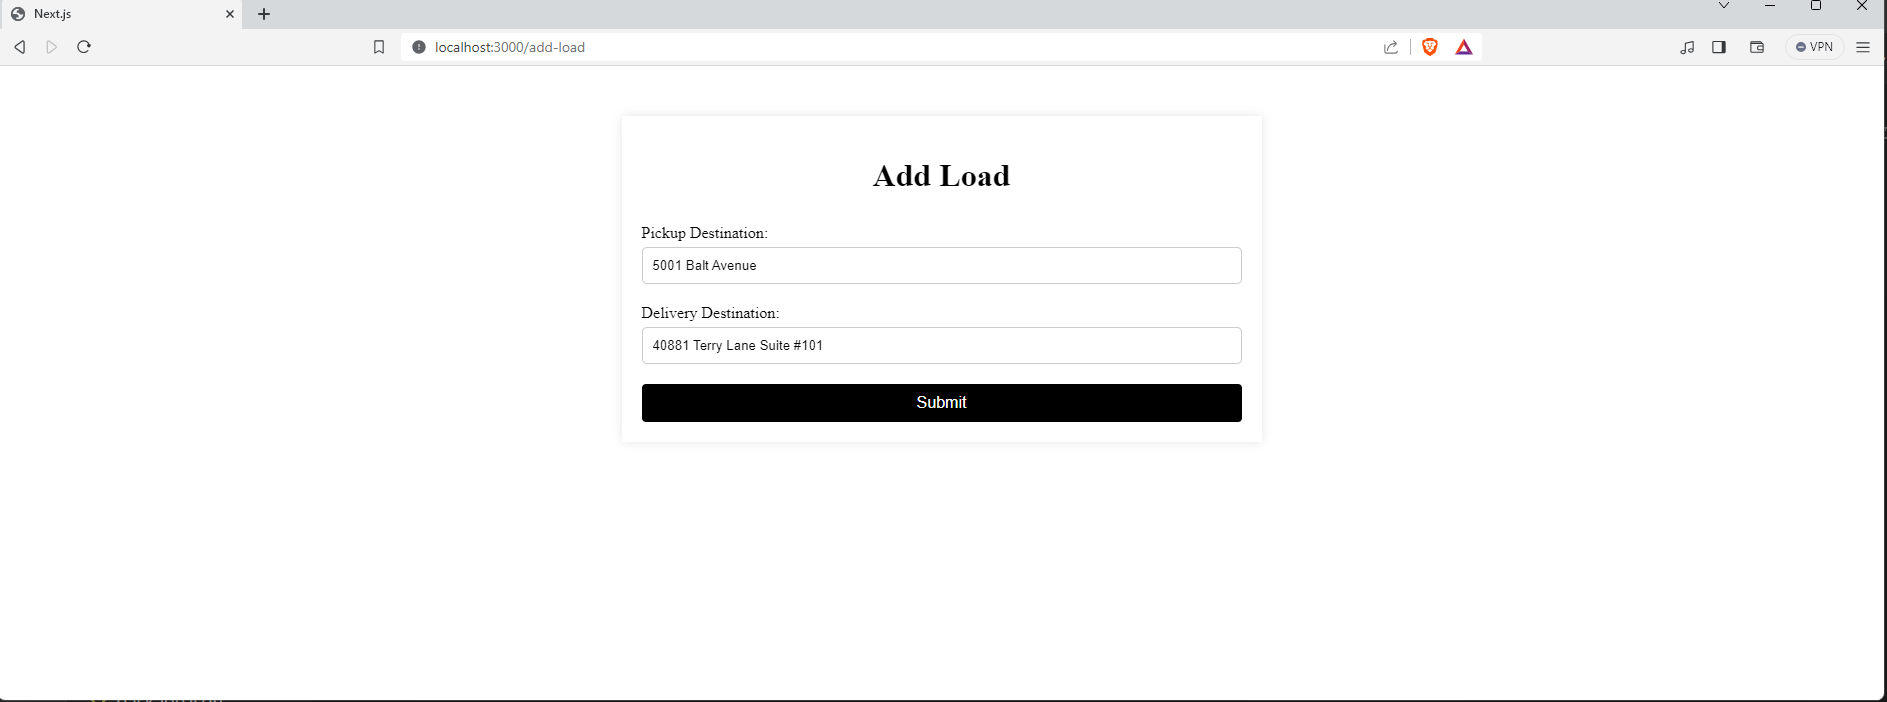 Next.js
localhost:3000/add-load
VPN
Add Load
Pickup Destination:
5001 Balt Avenue
Delivery Destination:
40881 Terry Lane Suite #101
Submit